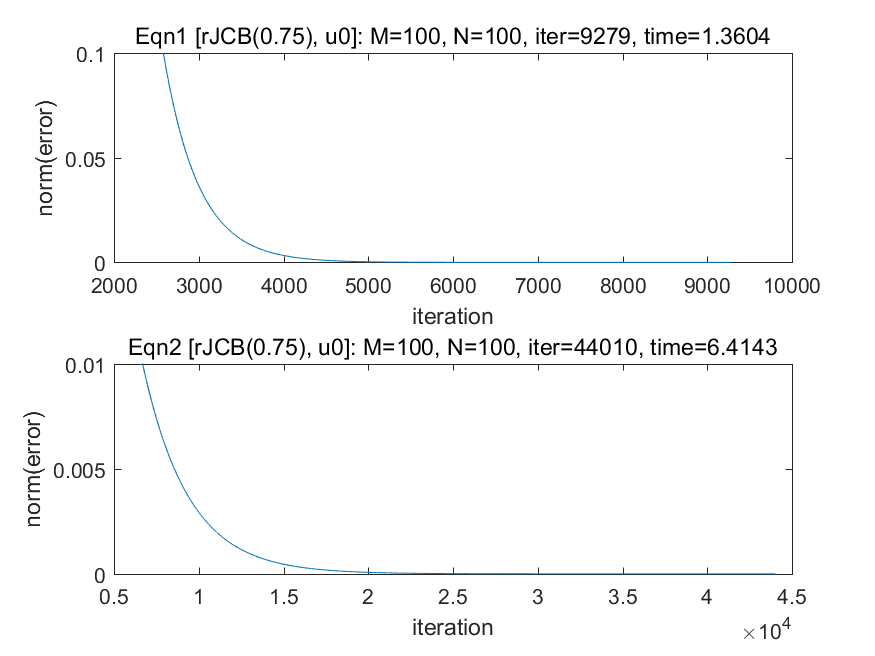 Eqn1 [rJCB(0.75), u0]: M=100, N=100, iter=9279, time=1.3604
0.1
0.05
0
norm(error)
2000 3000 4000 5000 6000 7000 8000 9000 10000
iteration
Eqn2 [rJCB(0.75), u0]: M=100, N=100, iter=44010, time=6.4143
0.01
0.005
0
norm(error)
0.5 1 1.5 2 2.5 3 3.5 4 4.5
×10⁴
iteration